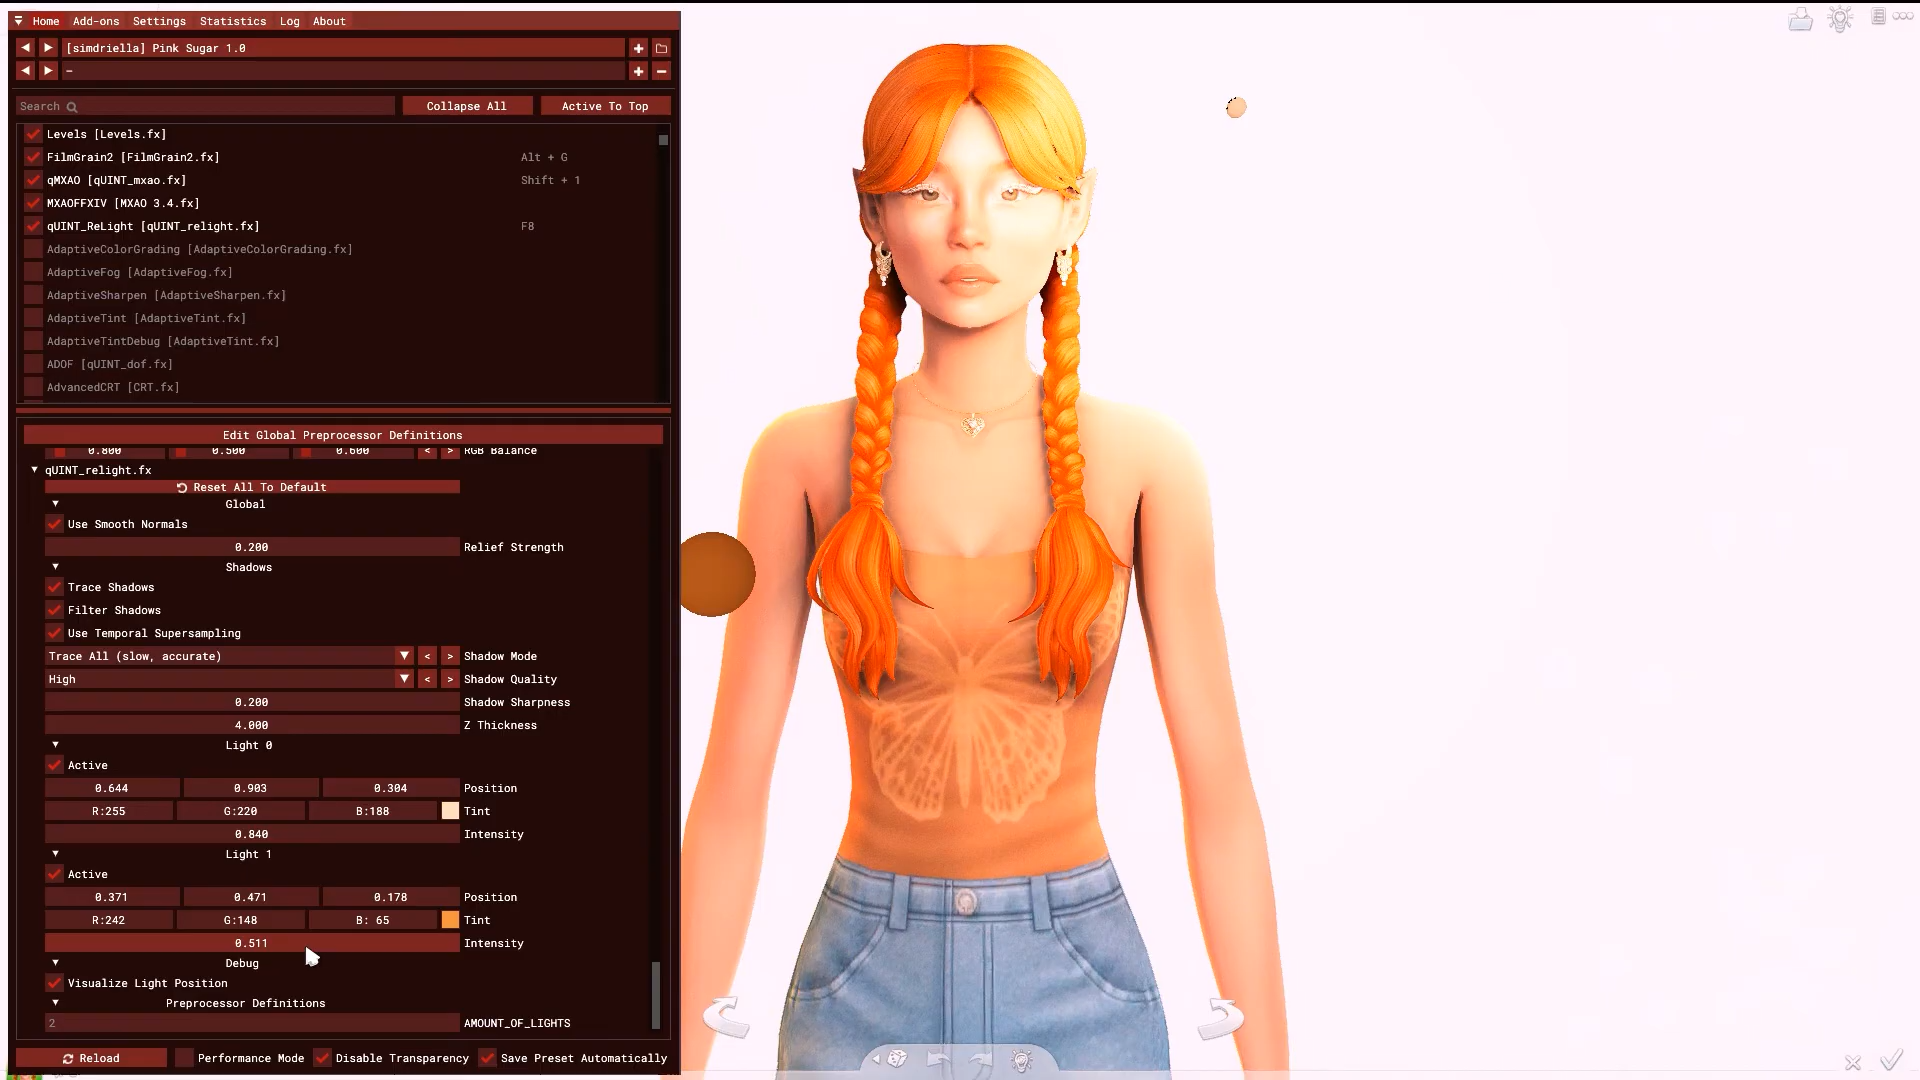 Home Add-ons Settings Statistics Log About
[simdriella] Pink Sugar 1.0
-
Search Collapse All Active To Top
Levels [Levels.fx]
FilmGrain2 [FilmGrain2.fx] Alt + G
qMXAO [qUINT_mxao.fx] Shift + 1
MXAOFFXIV [MXAO 3.4.fx]
qUINT_ReLight [qUINT_relight.fx] F8
AdaptiveColorGrading [AdaptiveColorGrading.fx]
AdaptiveFog [AdaptiveFog.fx]
AdaptiveSharpen [AdaptiveSharpen.fx]
AdaptiveTint [AdaptiveTint.fx]
AdaptiveTintDebug [AdaptiveTint.fx]
ADOF [qUINT_dof.fx]
AdvancedCRT [CRT.fx]
Edit Global Preprocessor Definitions
0.800 0.500 0.600 < > RGB Balance
qUINT_relight.fx
Reset All To Default
Global
Use Smooth Normals
0.200 Relief Strength
Shadows
Trace Shadows
Filter Shadows
Use Temporal Supersampling
Trace All (slow, accurate) < > Shadow Mode
High < > Shadow Quality
0.200 Shadow Sharpness
4.000 Z Thickness
Light 0
Active
0.644 0.903 0.304 Position
R:255 G:220 B:188 Tint
0.840 Intensity
Light 1
Active
0.371 0.471 0.178 Position
R:242 G:148 B: 65 Tint
0.511 Intensity
Debug
Visualize Light Position
Preprocessor Definitions
2 AMOUNT_OF_LIGHTS
Reload Performance Mode Disable Transparency Save Preset Automatically